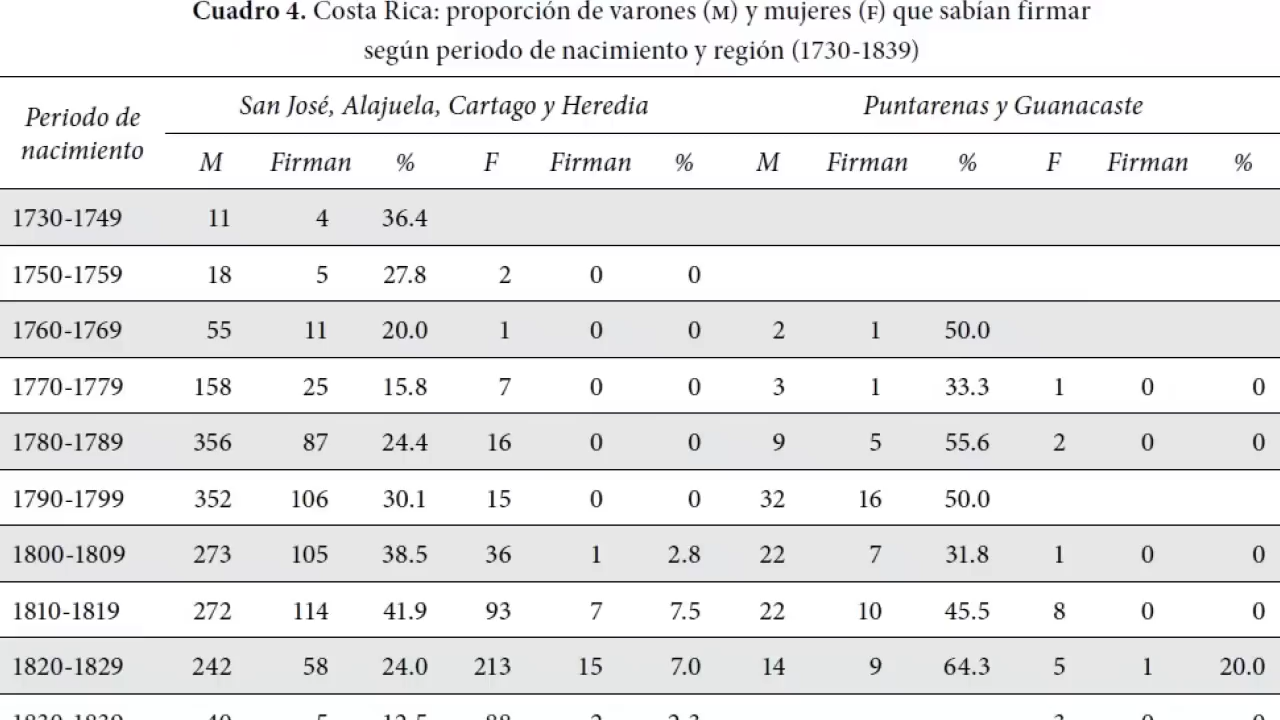 Cuadro 4. Costa Rica: proporción de varones (M) y mujeres (F) que sabían firmar
según periodo de nacimiento y región (1730-1839)
Periodo de nacimiento San José, Alajuela, Cartago y Heredia Puntarenas y Guanacaste
M Firman % F Firman % M Firman % F Firman %
1730-1749 11 4 36.4
1750-1759 18 5 27.8 2 0 0
1760-1769 55 11 20.0 1 0 0 2 1 50.0
1770-1779 158 25 15.8 7 0 0 3 1 33.3 1 0 0
1780-1789 356 87 24.4 16 0 0 9 5 55.6 2 0 0
1790-1799 352 106 30.1 15 0 0 32 16 50.0
1800-1809 273 105 38.5 36 1 2.8 22 7 31.8 1 0 0
1810-1819 272 114 41.9 93 7 7.5 22 10 45.5 8 0 0
1820-1829 242 58 24.0 213 15 7.0 14 9 64.3 5 1 20.0